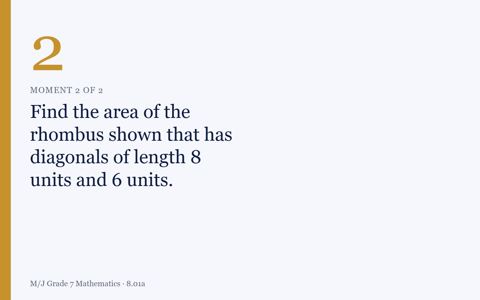 2
MOMENT 2 OF 2
Find the area of the
rhombus shown that has
diagonals of length 8
units and 6 units.
M/J Grade 7 Mathematics · 8.01a